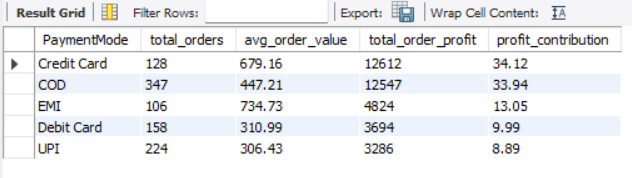 Result Grid Filter Rows: Export: Wrap Cell Content: IA
PaymentMode total_orders avg_order_value total_order_profit profit_contribution
Credit Card 128 679.16 12612 34.12
COD 347 447.21 12547 33.94
EMI 106 734.73 4824 13.05
Debit Card 158 310.99 3694 9.99
UPI 224 306.43 3286 8.89